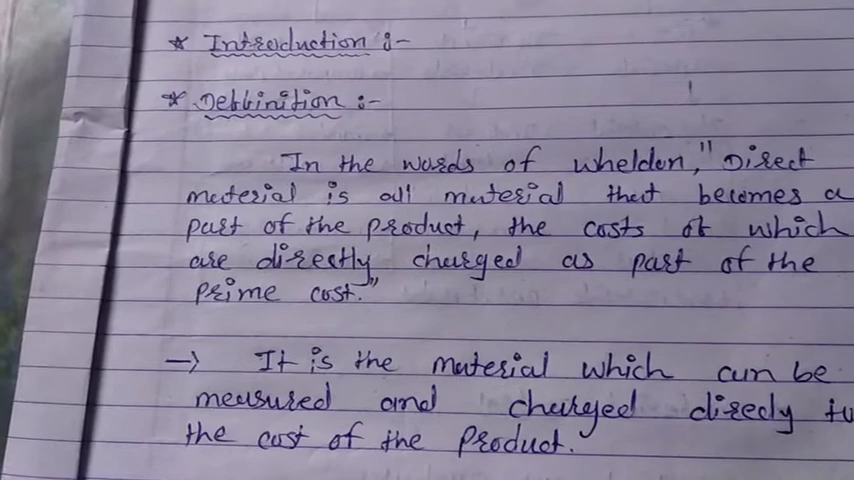 * Introduction :-
* Deffinition :-
In the words of Wheldon, "Direct
material is all material that becomes a
part of the product, the costs of which
are directly charged as part of the
prime cost."
→ It is the material which can be
measured and charged direcly to
the cost of the product.